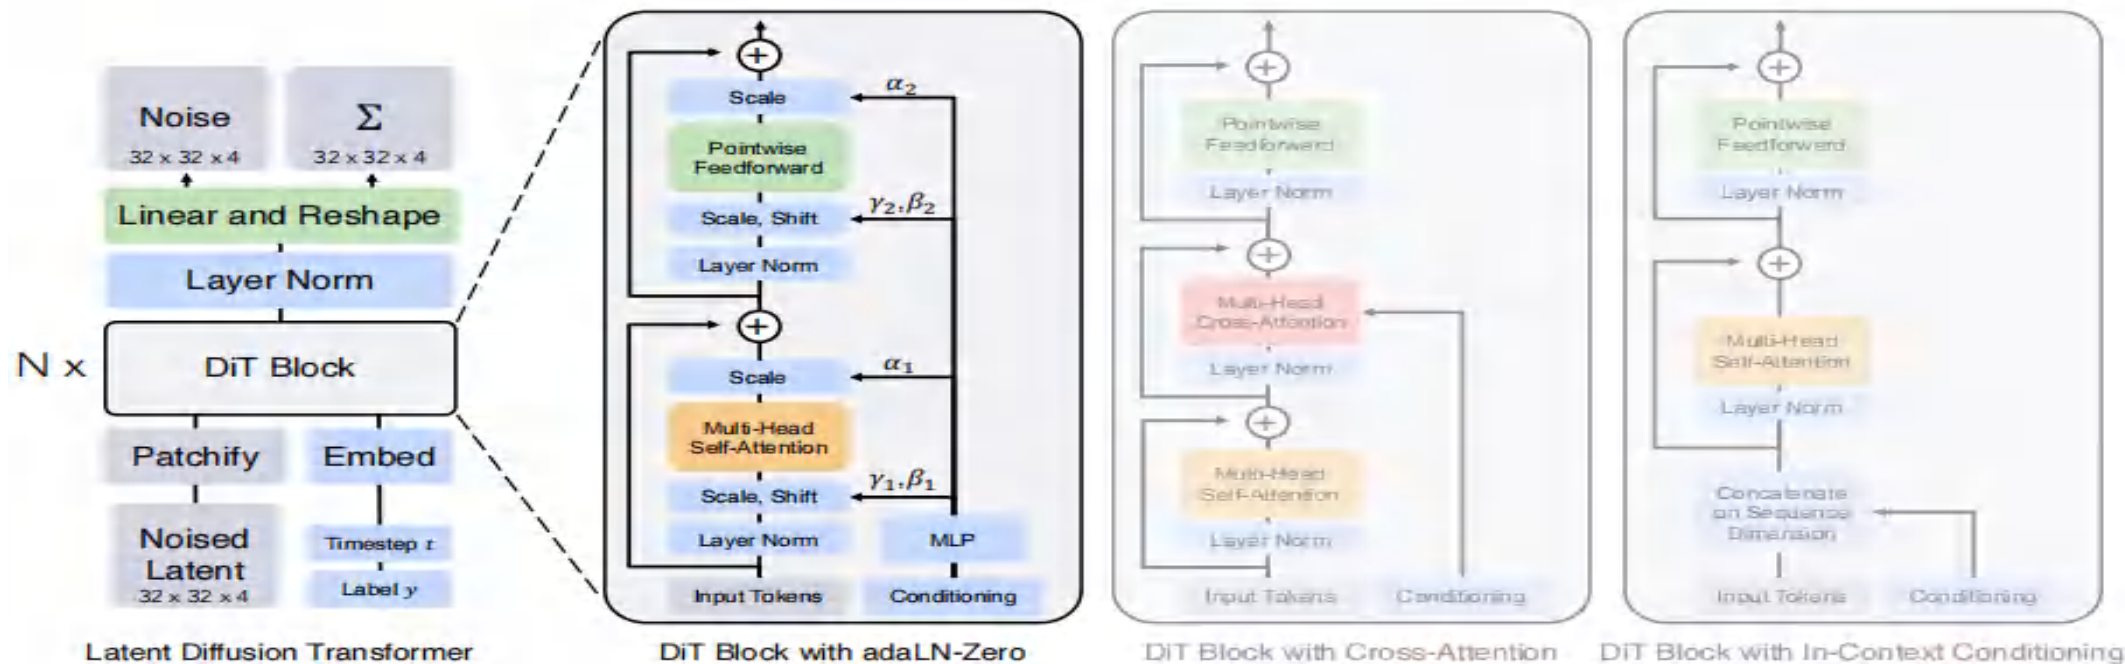 Noise
32 x 32 x 4
Σ
32 x 32 x 4
Linear and Reshape
Layer Norm
N x
DiT Block
Patchify
Embed
Noised
Latent
32 x 32 x 4
Timestep t
Label y
Latent Diffusion Transformer
+
Scale
α₂
Pointwise
Feedforward
Scale, Shift
γ₂,β₂
Layer Norm
+
Scale
α₁
Multi-Head
Self-Attention
Scale, Shift
γ₁,β₁
Layer Norm
MLP
Input Tokens
Conditioning
DiT Block with adaLN-Zero
+
Pointwise
Feedforward
Layer Norm
+
Multi-Head
Cross-Attention
Layer Norm
+
Multi-Head
Self-Attention
Layer Norm
Input Tokens
Conditioning
DiT Block with Cross-Attention
+
Pointwise
Feedforward
Layer Norm
+
Multi-Head
Self-Attention
Layer Norm
Concatenate
on Sequence
Dimension
Input Tokens
Conditioning
DiT Block with In-Context Conditioning